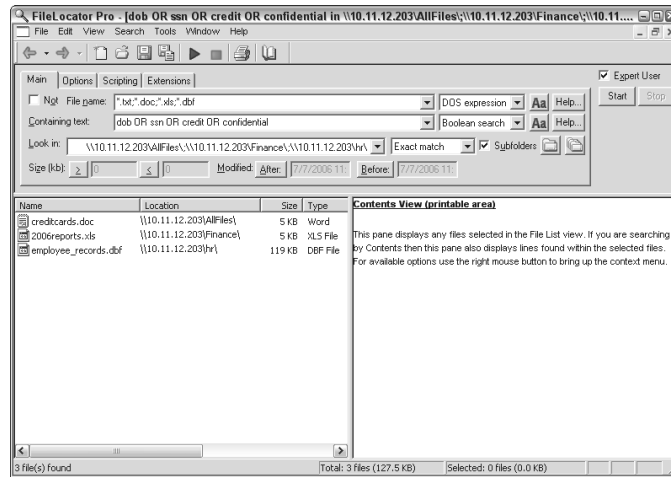 FileLocator Pro - [dob OR ssn OR credit OR confidential in \\10.11.12.203\AllFiles\;\\10.11.12.203\Finance\;\\10.11....
File Edit View Search Tools Window Help
Main Options Scripting Extensions
Expert User
Not File name: *.txt;*.doc;*.xls;*.dbf DOS expression Aa Help... Start Stop
Containing text: dob OR ssn OR credit OR confidential Boolean search Aa Help...
Look in: \\10.11.12.203\AllFiles\;\\10.11.12.203\Finance\;\\10.11.12.203\hr\ Exact match Subfolders
Size (kb): > 0 < 0 Modified: After: 7/7/2006 11: Before: 7/7/2006 11:
Name Location Size Type
creditcards.doc \\10.11.12.203\AllFiles\ 5 KB Word
2006reports.xls \\10.11.12.203\Finance\ 5 KB XLS File
employee_records.dbf \\10.11.12.203\hr\ 119 KB DBF File
Contents View (printable area)
This pane displays any files selected in the File List view. If you are searching
by Contents then this pane also displays lines found within the selected files.
For available options use the right mouse button to bring up the context menu.
3 file(s) found Total: 3 files (127.5 KB) Selected: 0 files (0.0 KB)